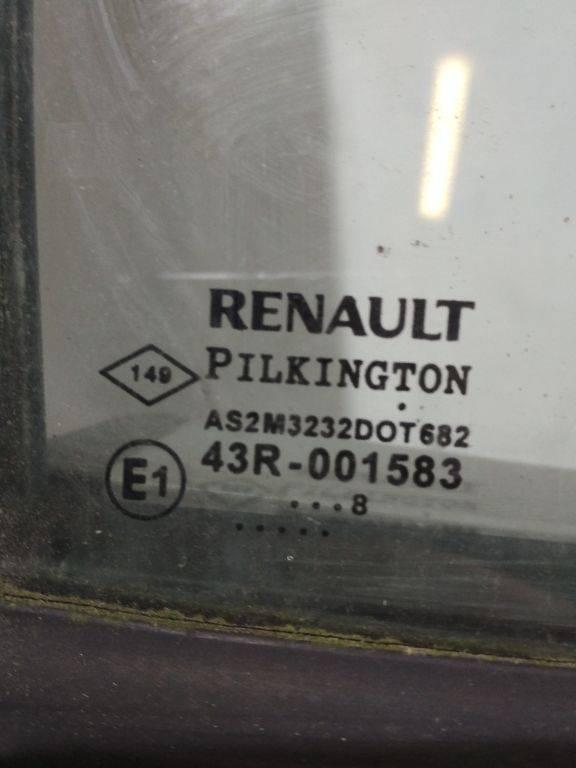 RENAULT
149 PILKINGTON
AS2M3232DOT682
E1 43R-001583
...8
.....